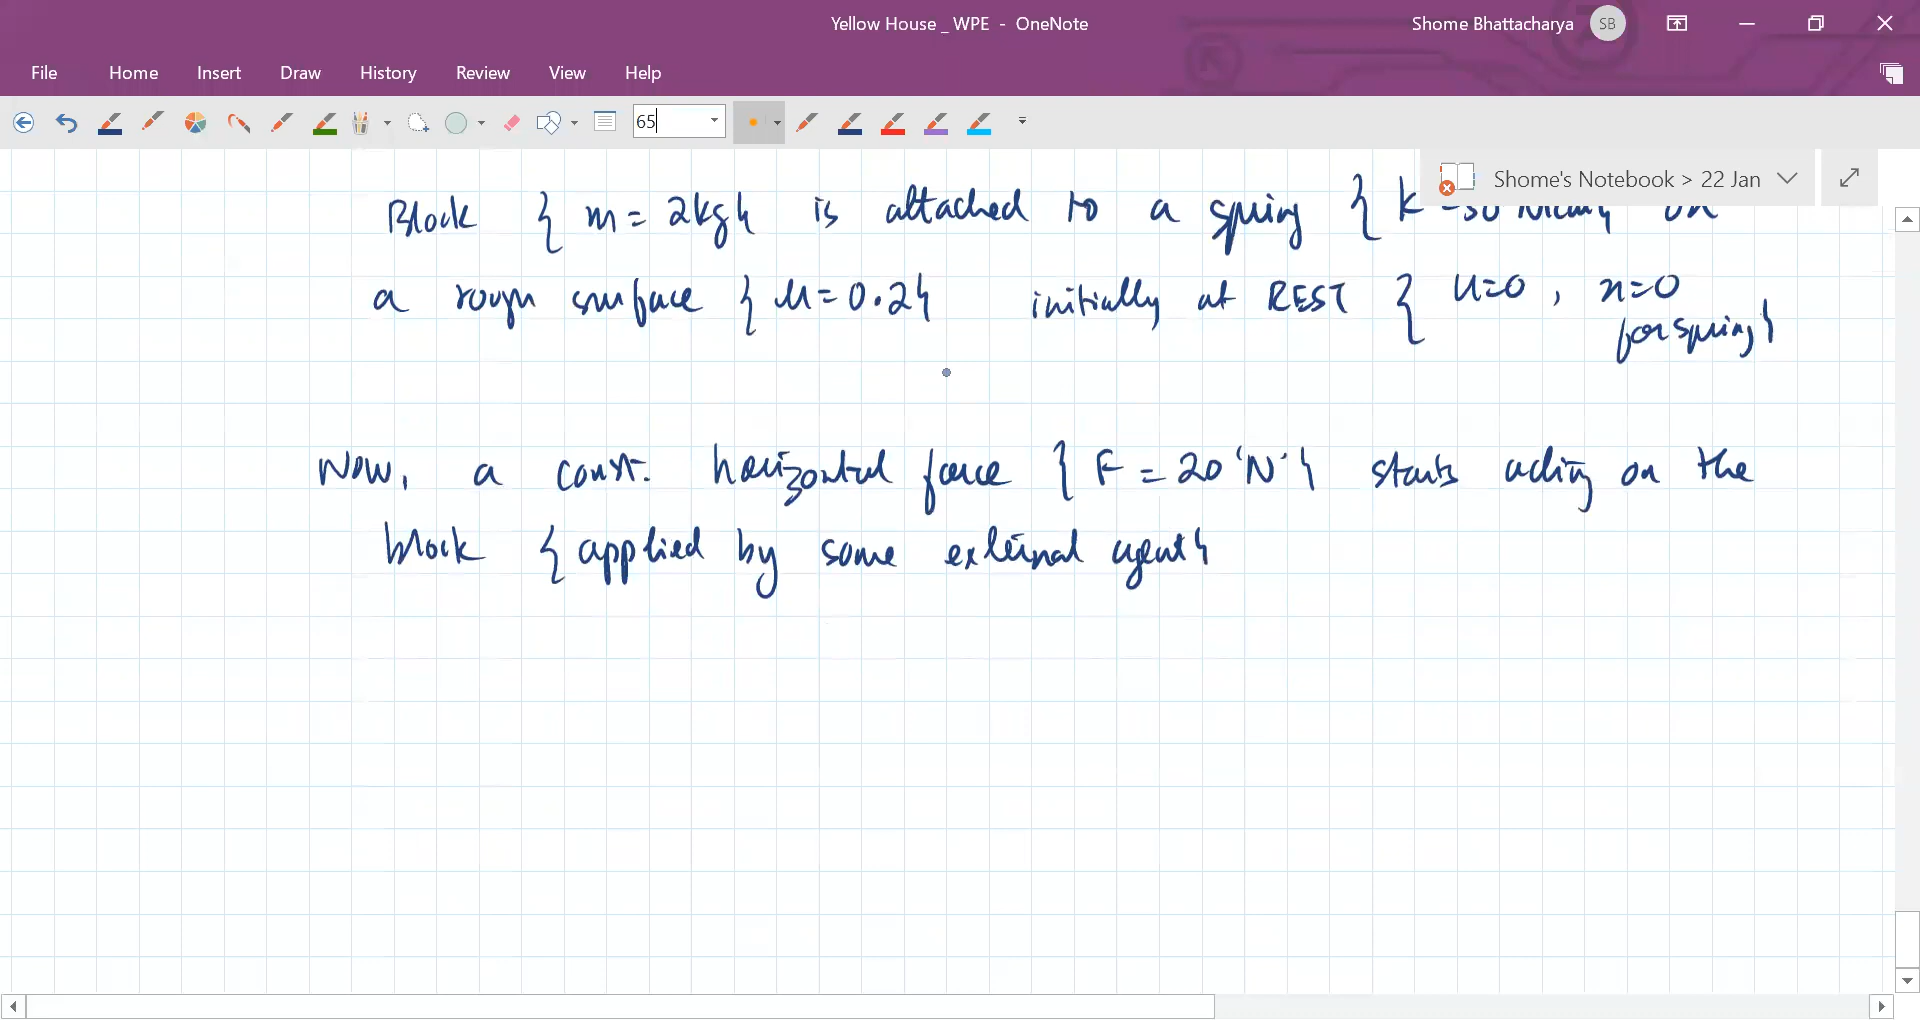 Yellow House _ WPE - OneNote
Shome Bhattacharya SB
File Home Insert Draw History Review View Help
65
Shome's Notebook > 22 Jan
Block { m = 2kg } is attached to a spring { k on
a rough surface { μ = 0.2 } initially at REST { u=0 , x=0
for spring }
Now, a const. horizontal force { F = 20 'N' } starts acting on the
block { applied by some external agent }